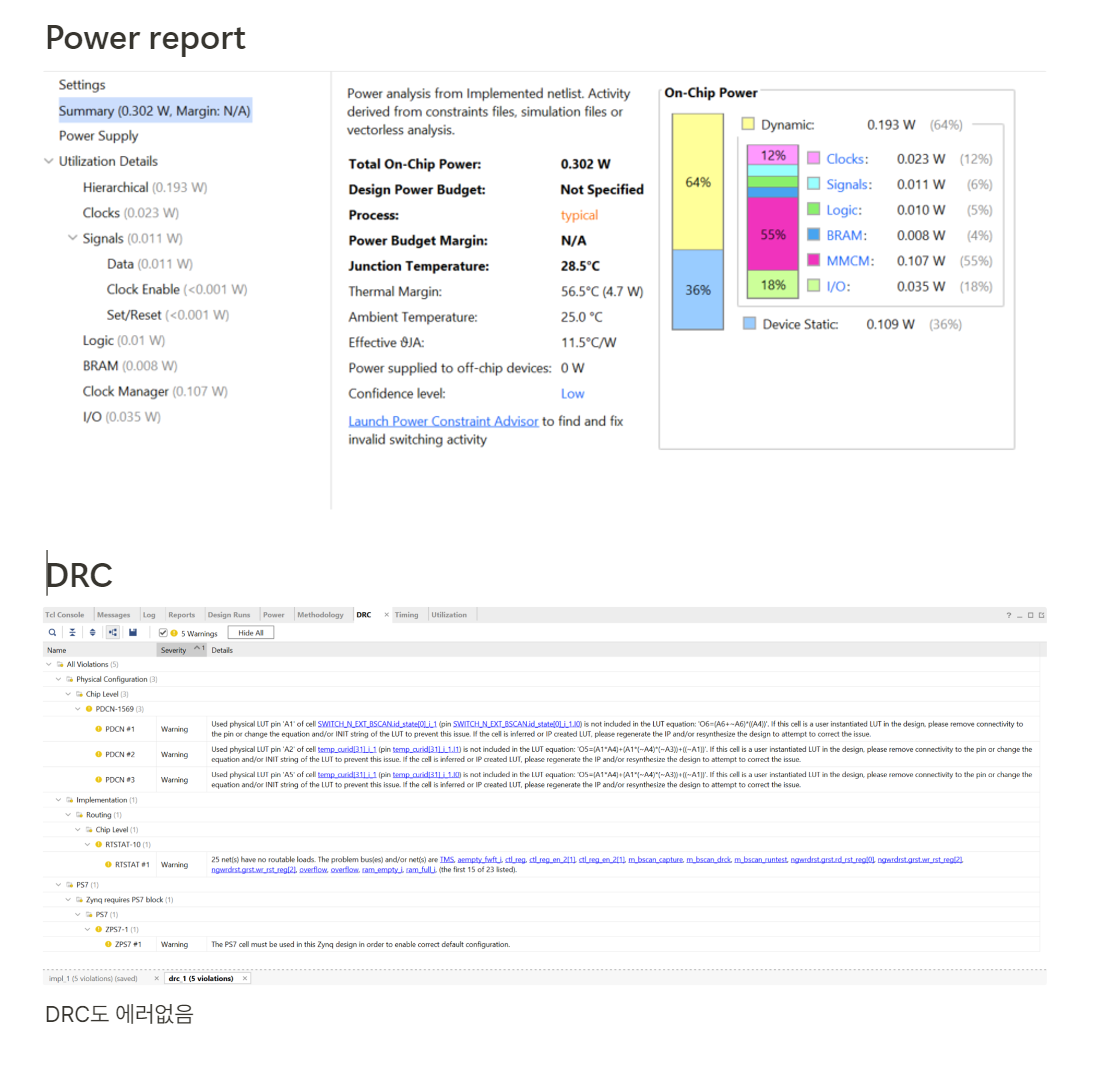 Power report
Settings
Summary (0.302 W, Margin: N/A)
Power Supply
Utilization Details
Hierarchical (0.193 W)
Clocks (0.023 W)
Signals (0.011 W)
Data (0.011 W)
Clock Enable (<0.001 W)
Set/Reset (<0.001 W)
Logic (0.01 W)
BRAM (0.008 W)
Clock Manager (0.107 W)
I/O (0.035 W)
Power analysis from Implemented netlist. Activity
derived from constraints files, simulation files or
vectorless analysis.
Total On-Chip Power: 0.302 W
Design Power Budget: Not Specified
Process: typical
Power Budget Margin: N/A
Junction Temperature: 28.5°C
Thermal Margin: 56.5°C (4.7 W)
Ambient Temperature: 25.0 °C
Effective ϑJA: 11.5°C/W
Power supplied to off-chip devices: 0 W
Confidence level: Low
Launch Power Constraint Advisor to find and fix
invalid switching activity
On-Chip Power
64%
36%
Dynamic: 0.193 W (64%)
12%
55%
18%
Clocks: 0.023 W (12%)
Signals: 0.011 W (6%)
Logic: 0.010 W (5%)
BRAM: 0.008 W (4%)
MMCM: 0.107 W (55%)
I/O: 0.035 W (18%)
Device Static: 0.109 W (36%)
DRC
Tcl Console Messages Log Reports Design Runs Power Methodology DRC × Timing Utilization
5 Warnings Hide All
Name Severity ^1 Details
All Violations (5)
Physical Configuration (3)
Chip Level (3)
PDCN-1569 (3)
PDCN #1 Warning Used physical LUT pin 'A1' of cell SWITCH_N_EXT_BSCAN.id_state[0]_i_1 (pin SWITCH_N_EXT_BSCAN.id_state[0]_i_1.I0) is not included in the LUT equation: 'O6=(A6+~A6)*((A4))'. If this cell is a user instantiated LUT in the design, please remove connectivity to
the pin or change the equation and/or INIT string of the LUT to prevent this issue. If the cell is inferred or IP created LUT, please regenerate the IP and/or resynthesize the design to attempt to correct the issue.
PDCN #2 Warning Used physical LUT pin 'A2' of cell temp_curid[31]_i_1 (pin temp_curid[31]_i_1.I1) is not included in the LUT equation: 'O5=(A1*A4)+(A1*(~A4)*(~A3))+((~A1))'. If this cell is a user instantiated LUT in the design, please remove connectivity to the pin or change the
equation and/or INIT string of the LUT to prevent this issue. If the cell is inferred or IP created LUT, please regenerate the IP and/or resynthesize the design to attempt to correct the issue.
PDCN #3 Warning Used physical LUT pin 'A5' of cell temp_curid[31]_i_1 (pin temp_curid[31]_i_1.I0) is not included in the LUT equation: 'O5=(A1*A4)+(A1*(~A4)*(~A3))+((~A1))'. If this cell is a user instantiated LUT in the design, please remove connectivity to the pin or change the
equation and/or INIT string of the LUT to prevent this issue. If the cell is inferred or IP created LUT, please regenerate the IP and/or resynthesize the design to attempt to correct the issue.
Implementation (1)
Routing (1)
Chip Level (1)
RTSTAT-10 (1)
RTSTAT #1 Warning 25 net(s) have no routable loads. The problem bus(es) and/or net(s) are TMS, aempty_fwft_i, ctl_reg, ctl_reg_en_2[1], ctl_reg_en_2[1], m_bscan_capture, m_bscan_drck, m_bscan_runtest, ngwrdrst.grst.rd_rst_reg[0], ngwrdrst.grst.wr_rst_reg[2],
ngwrdrst.grst.wr_rst_reg[2], overflow, overflow, ram_empty_i, ram_full_i, (the first 15 of 23 listed).
PS7 (1)
Zynq requires PS7 block (1)
PS7 (1)
ZPS7-1 (1)
ZPS7 #1 Warning The PS7 cell must be used in this Zynq design in order to enable correct default configuration.
impl_1 (5 violations) (saved) × drc_1 (5 violations) ×
DRC도 에러없음